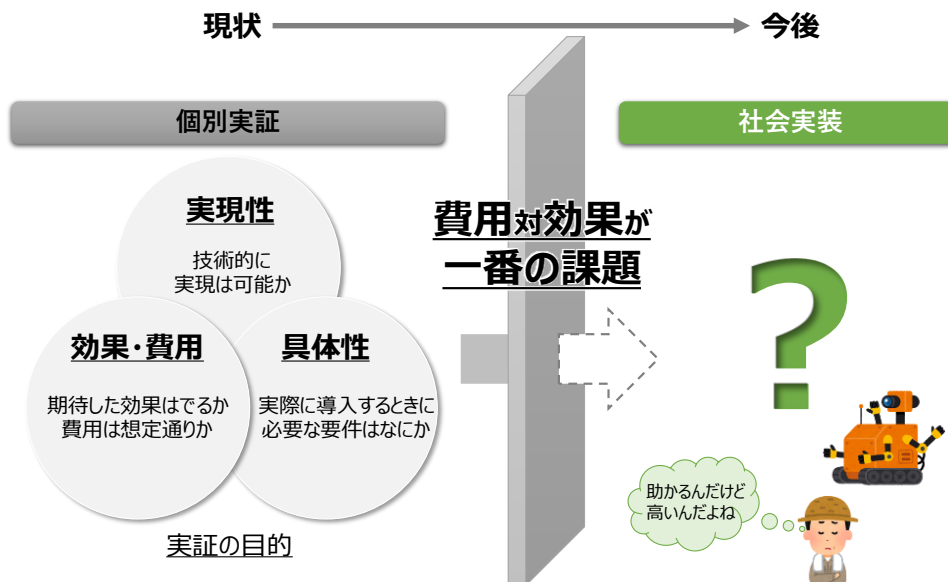 現状
今後
個別実証
社会実装
実現性
技術的に
実現は可能か
効果・費用
期待した効果はでるか
費用は想定通りか
具体性
実際に導入するときに
必要な要件はなにか
実証の目的
費用対効果が
一番の課題
?
助かるんだけど
高いんだよね